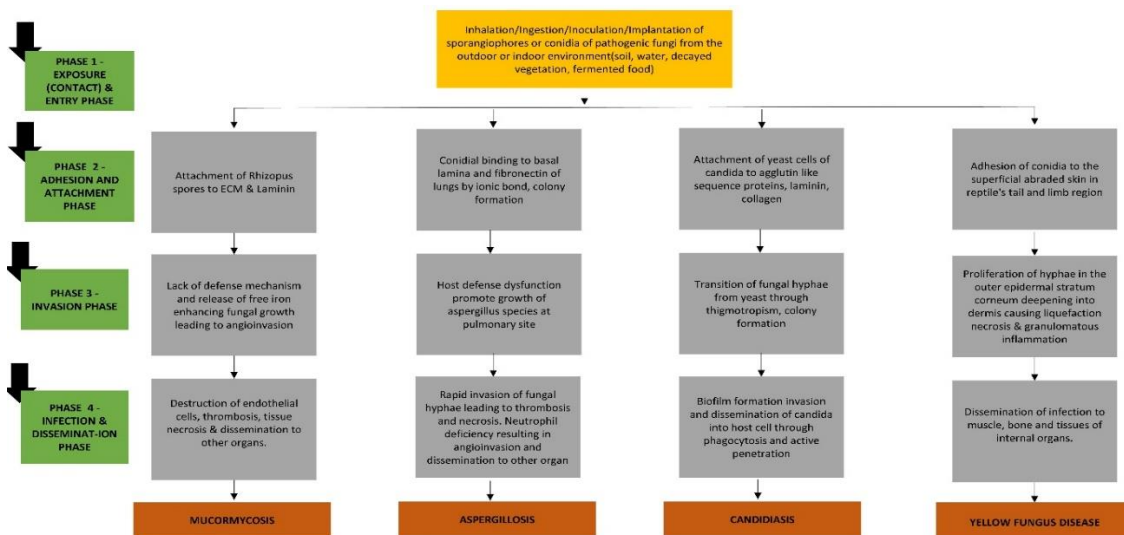 Inhalation/Ingestion/Inoculation/Implantation of
sporangiophores or conidia of pathogenic fungi from the
outdoor or indoor environment(soil, water, decayed
vegetation, fermented food)
PHASE 1 -
EXPOSURE
(CONTACT) &
ENTRY PHASE
PHASE 2 -
ADHESION AND
ATTACHMENT
PHASE
Attachment of Rhizopus
spores to ECM & Laminin
Conidial binding to basal
lamina and fibronectin of
lungs by ionic bond, colony
formation
Attachment of yeast cells of
candida to agglutin like
sequence proteins, laminin,
collagen
Adhesion of conidia to the
superficial abraded skin in
reptile's tail and limb region
PHASE 3 -
INVASION PHASE
Lack of defense mechanism
and release of free iron
enhancing fungal growth
leading to angioinvasion
Host defense dysfunction
promote growth of
aspergillus species at
pulmonary site
Transition of fungal hyphae
from yeast through
thigmotropism, colony
formation
Proliferation of hyphae in the
outer epidermal stratum
corneum deepening into
dermis causing liquefaction
necrosis & granulomatous
inflammation
PHASE 4 -
INFECTION &
DISSEMINAT-ION
PHASE
Destruction of endothelial
cells, thrombosis, tissue
necrosis & dissemination to
other organs.
Rapid invasion of fungal
hyphae leading to thrombosis
and necrosis. Neutrophil
deficiency resulting in
angioinvasion and
dissemination to other organ
Biofilm formation invasion
and dissemination of candida
into host cell through
phagocytosis and active
penetration
Dissemination of infection to
muscle, bone and tissues of
internal organs.
MUCORMYCOSIS
ASPERGILLOSIS
CANDIDIASIS
YELLOW FUNGUS DISEASE